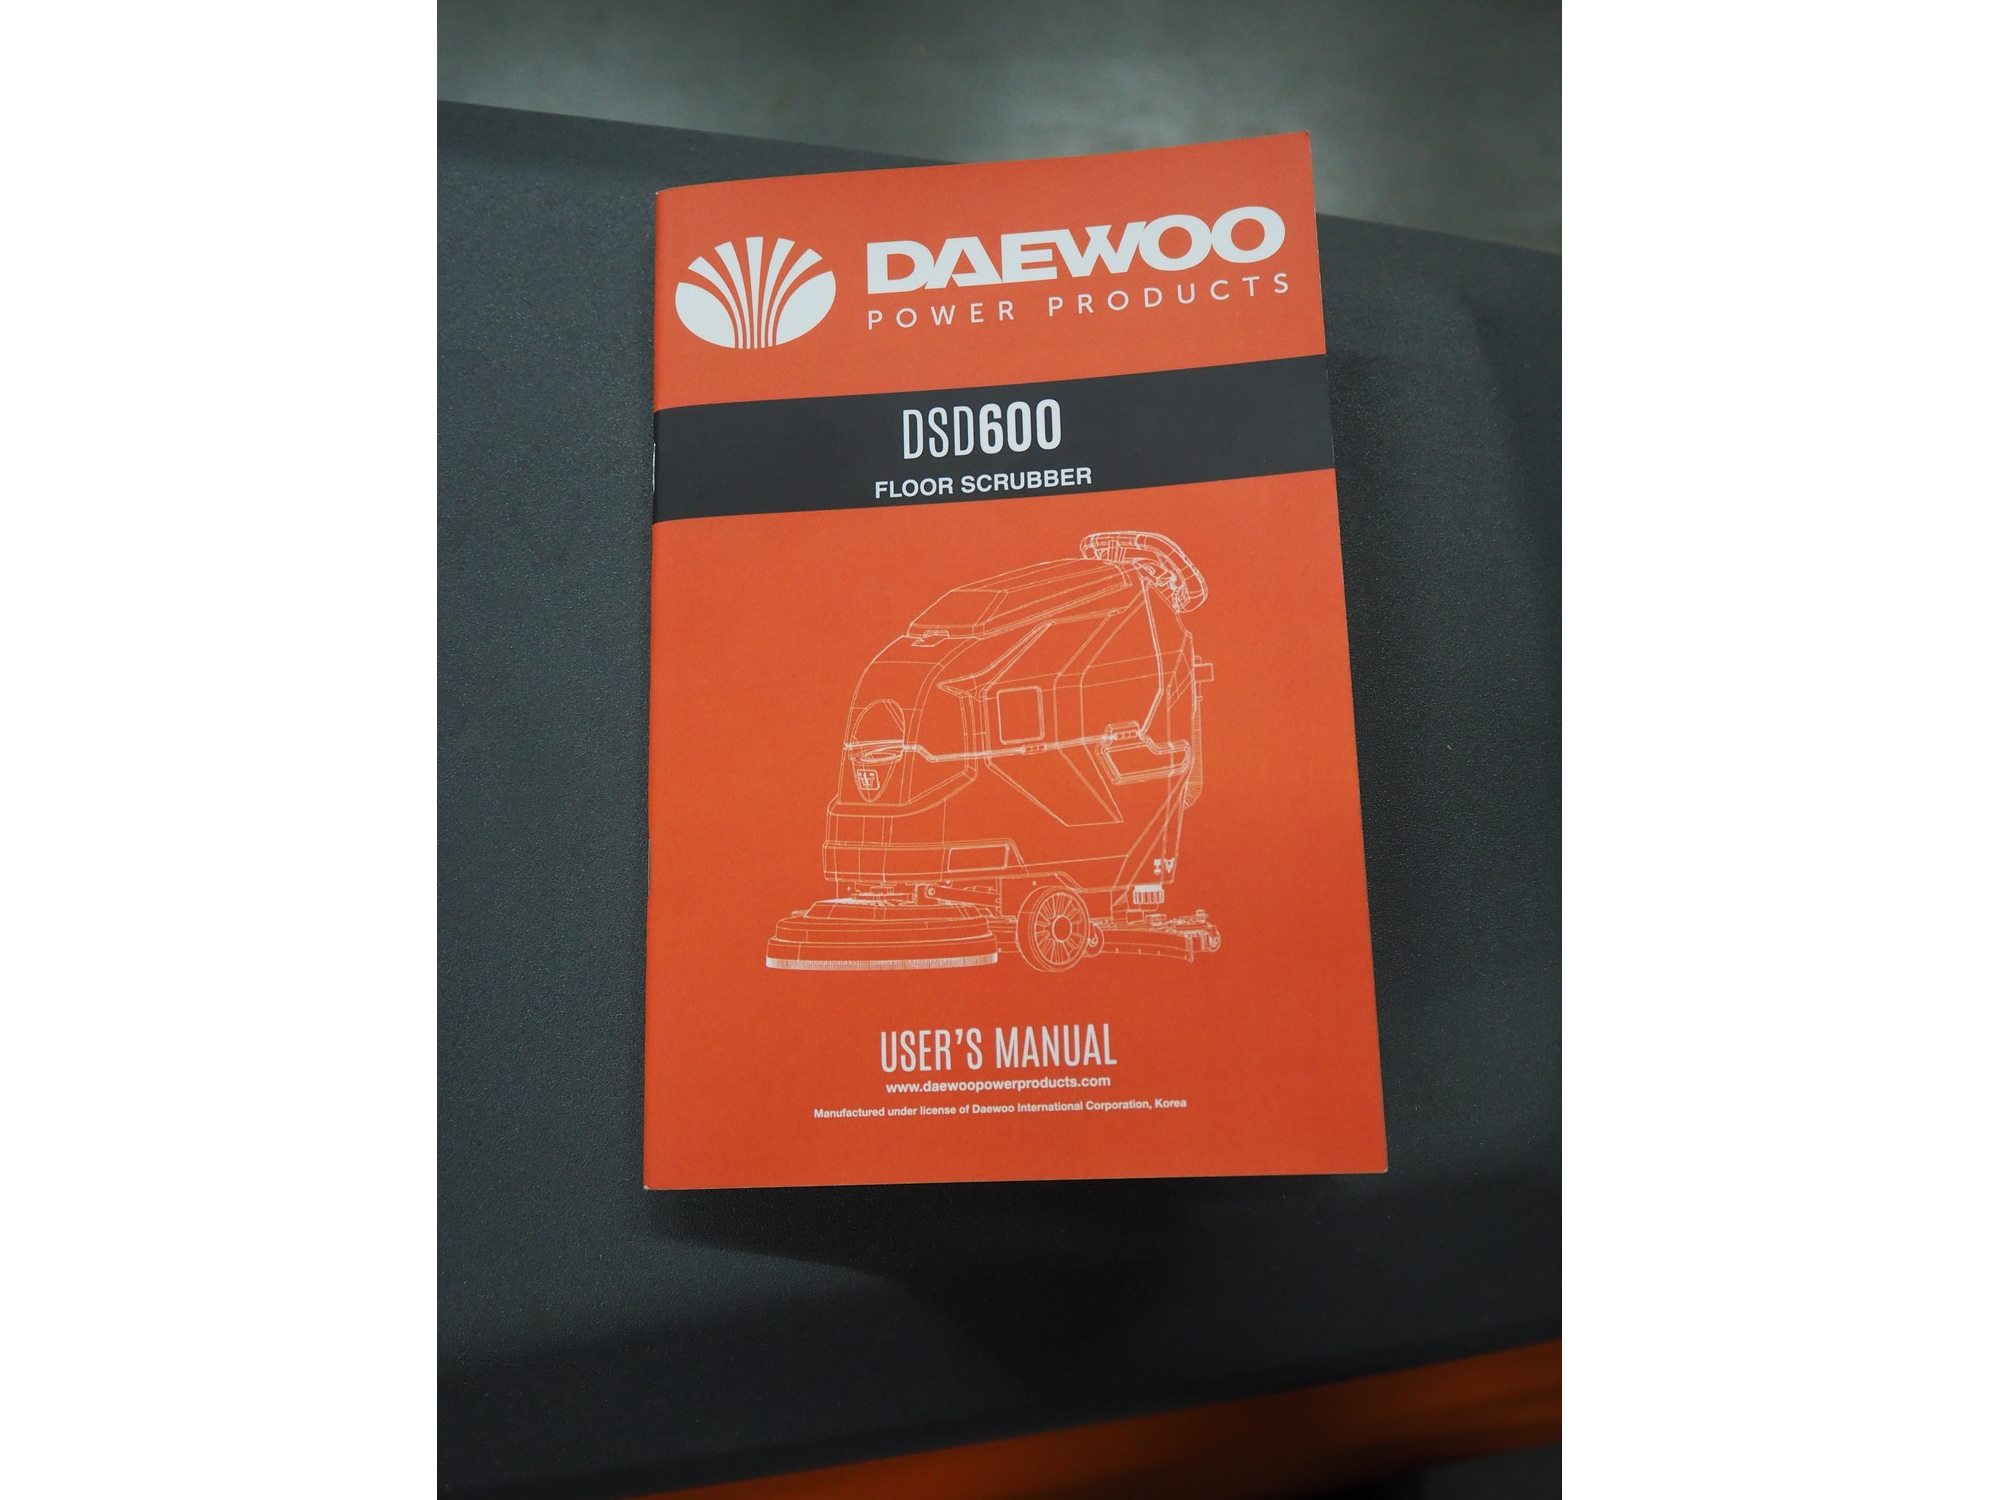 DAEWOO
POWER PRODUCTS
DSD600
FLOOR SCRUBBER
USER'S MANUAL
www.daewoopowerproducts.com
Manufactured under license of Daewoo International Corporation, Korea